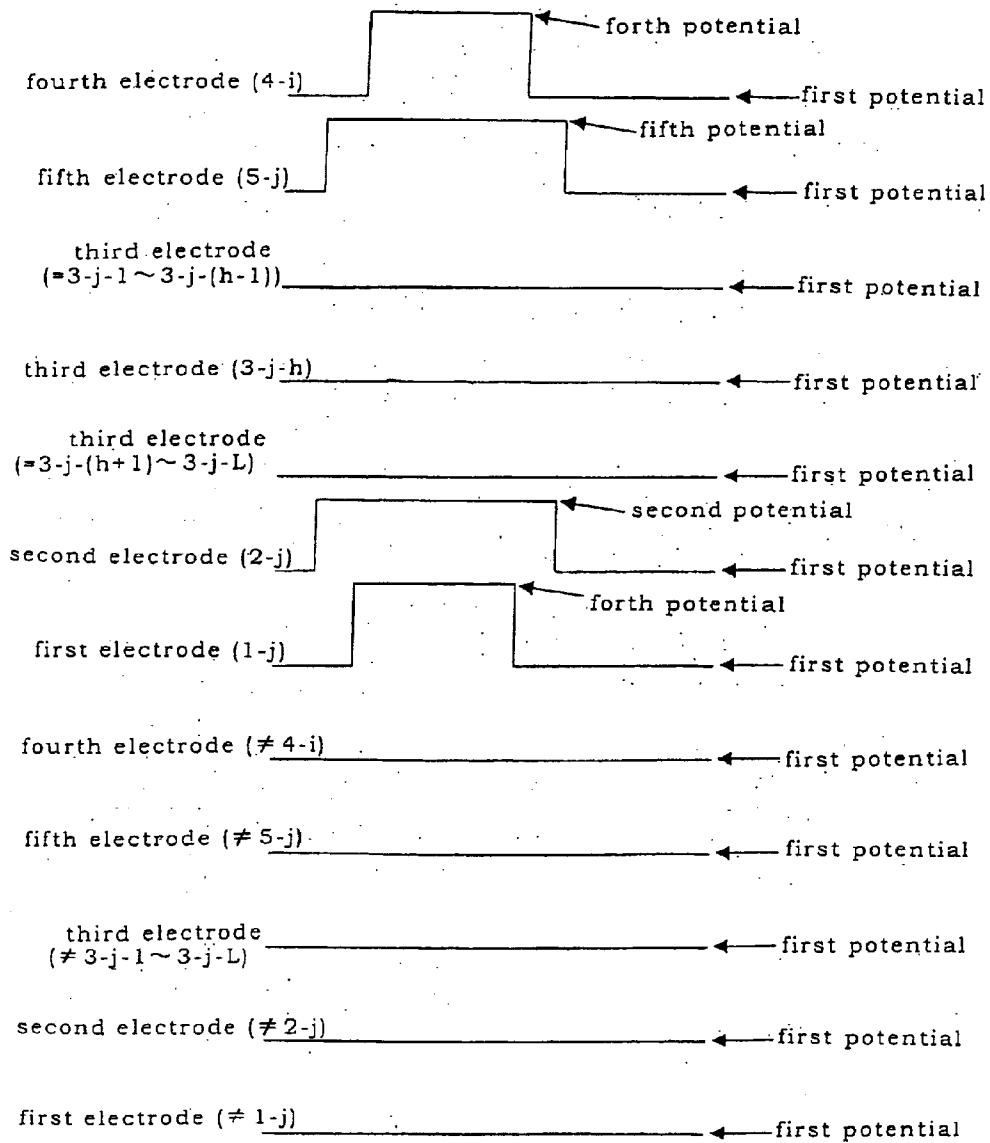 forth potential
fourth electrode (4-i)
first potential
fifth potential
fifth electrode (5-j)
first potential
third electrode
(=3-j-1~3-j-(h-1))
first potential
third electrode (3-j-h)
first potential
third electrode
(=3-j-(h+1)~3-j-L)
first potential
second potential
second electrode (2-j)
first potential
forth potential
first electrode (1-j)
first potential
fourth electrode (≠4-i)
first potential
fifth electrode (≠5-j)
first potential
third electrode
(≠3-j-1~3-j-L)
first potential
second electrode (≠2-j)
first potential
first electrode (≠1-j)
first potential